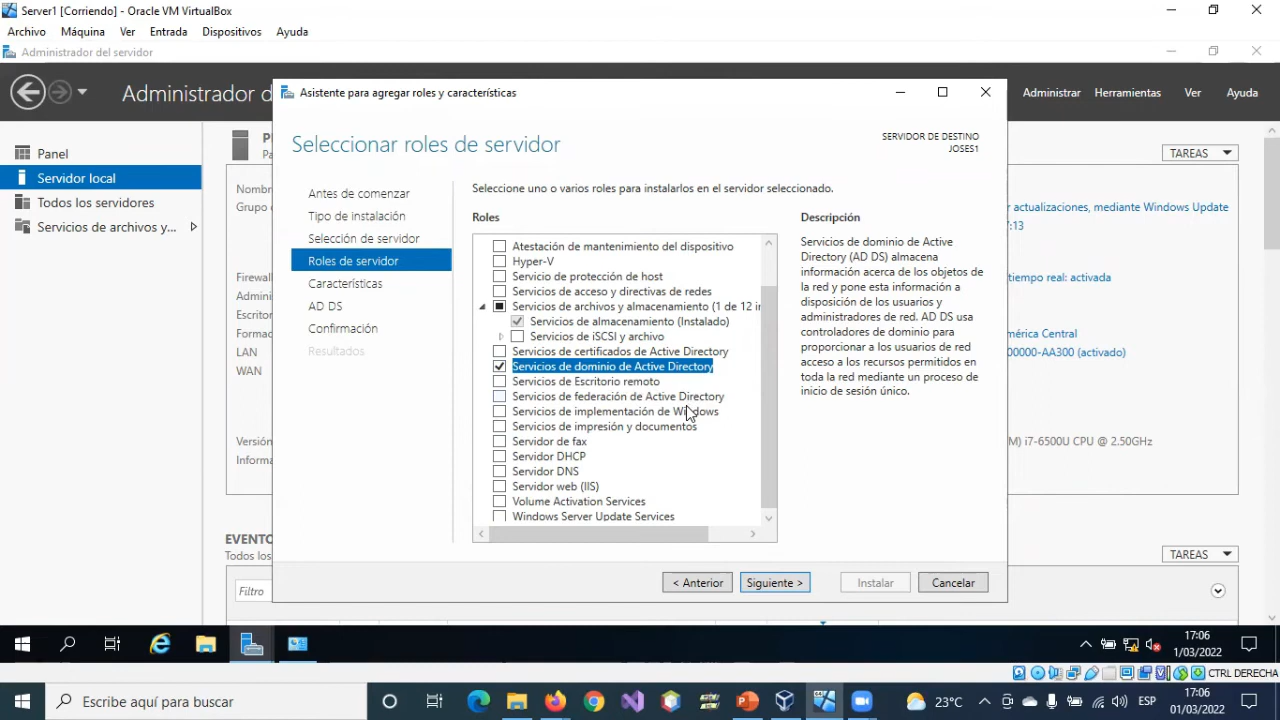 Server1 [Corriendo] - Oracle VM VirtualBox
Archivo Máquina Ver Entrada Dispositivos Ayuda
Administrador del servidor
Administrador d
Administrar Herramientas Ver Ayuda
Panel
Servidor local
Todos los servidores
Servicios de archivos y...
TAREAS
Nombre
Grupo
actualizaciones, mediante Windows Update
:13
Firewal
Admini
Escritor
Formac
LAN
WAN
tiempo real: activada
mérica Central
00000-AA300 (activado)
Versión
Informa
M) i7-6500U CPU @ 2.50GHz
EVENTO
Todos los
TAREAS
Filtro
Asistente para agregar roles y características
Seleccionar roles de servidor
SERVIDOR DE DESTINO
JOSES1
Antes de comenzar
Tipo de instalación
Selección de servidor
Roles de servidor
Características
AD DS
Confirmación
Resultados
Seleccione uno o varios roles para instalarlos en el servidor seleccionado.
Roles
Atestación de mantenimiento del dispositivo
Hyper-V
Servicio de protección de host
Servicios de acceso y directivas de redes
Servicios de archivos y almacenamiento (1 de 12 in
Servicios de almacenamiento (Instalado)
Servicios de iSCSI y archivo
Servicios de certificados de Active Directory
Servicios de dominio de Active Directory
Servicios de Escritorio remoto
Servicios de federación de Active Directory
Servicios de implementación de Windows
Servicios de impresión y documentos
Servidor de fax
Servidor DHCP
Servidor DNS
Servidor web (IIS)
Volume Activation Services
Windows Server Update Services
Descripción
Servicios de dominio de Active
Directory (AD DS) almacena
información acerca de los objetos de
la red y pone esta información a
disposición de los usuarios y
administradores de red. AD DS usa
controladores de dominio para
proporcionar a los usuarios de red
acceso a los recursos permitidos en
toda la red mediante un proceso de
inicio de sesión único.
< Anterior Siguiente > Instalar Cancelar
17:06
1/03/2022
CTRL DERECHA
Escribe aquí para buscar
23°C
ESP
17:06
01/03/2022